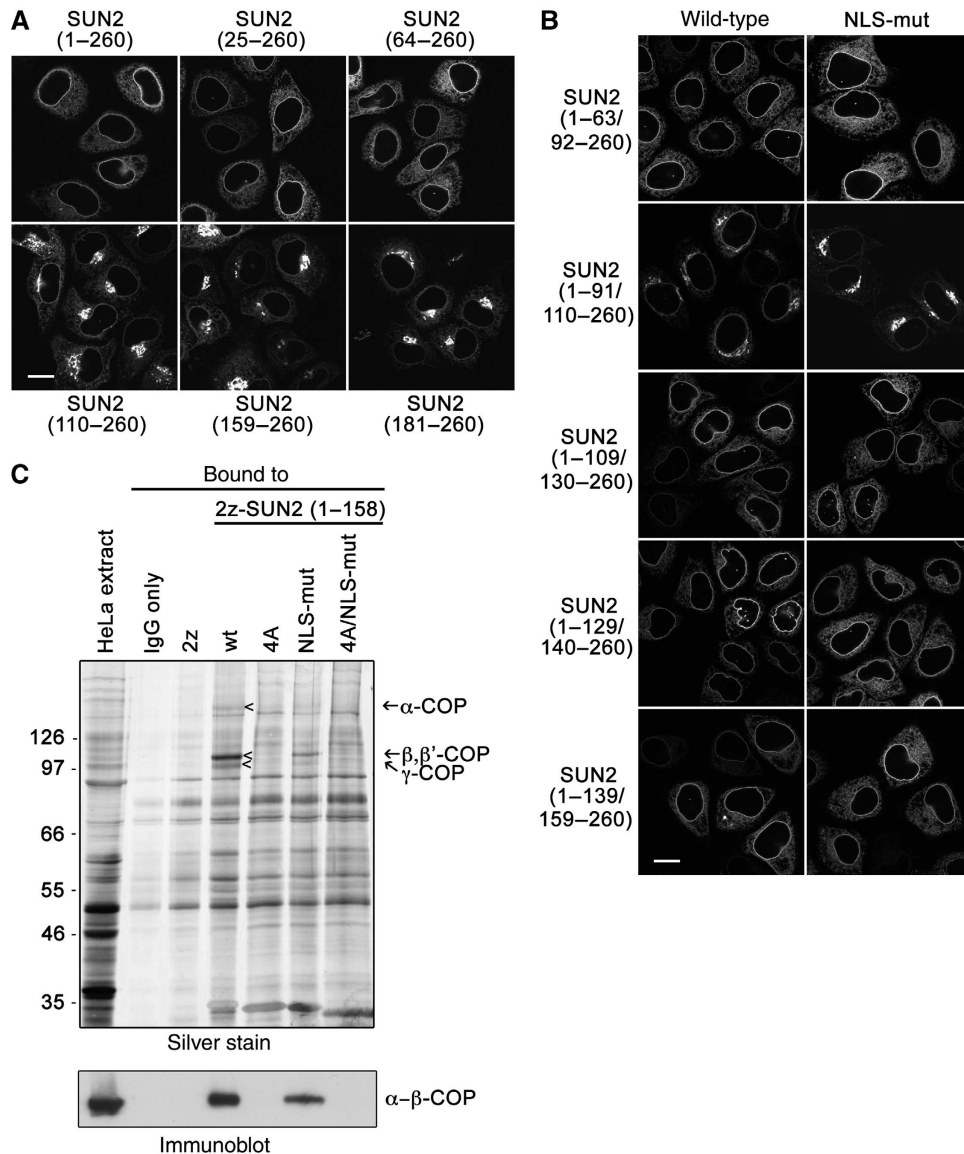 A
SUN2
(1–260)
SUN2
(25–260)
SUN2
(64–260)
SUN2
(110–260)
SUN2
(159–260)
SUN2
(181–260)
B
Wild-type
NLS-mut
SUN2
(1–63/
92–260)
SUN2
(1–91/
110–260)
SUN2
(1–109/
130–260)
SUN2
(1–129/
140–260)
SUN2
(1–139/
159–260)
C
Bound to
2z-SUN2 (1–158)
HeLa extract
IgG only
2z
wt
4A
NLS-mut
4A/NLS-mut
126 -
97 -
66 -
55 -
46 -
35 -
<
<
<
←α-COP
←β,β'-COP
↖γ-COP
Silver stain
α-β-COP
Immunoblot